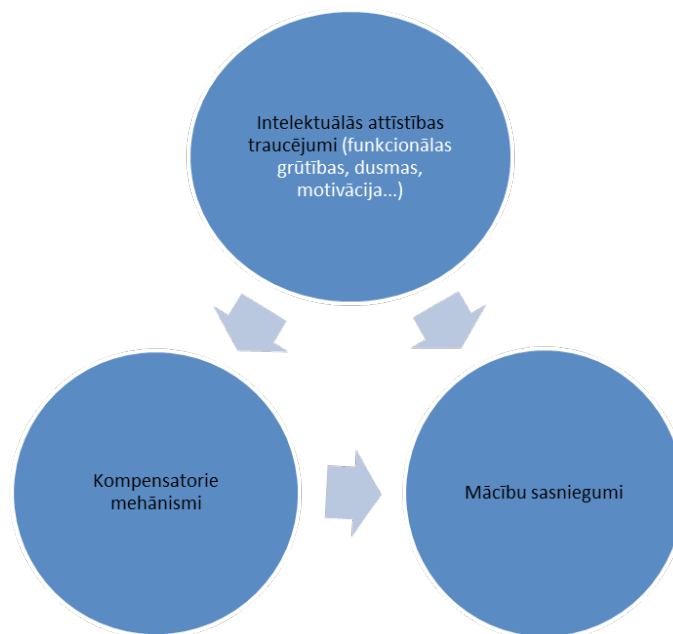 Intelektuālās attīstības
traucējumi (funkcionālas
grūtības, dusmas,
motivācija...)
Kompensatorie
mehānismi
Mācību sasniegumi